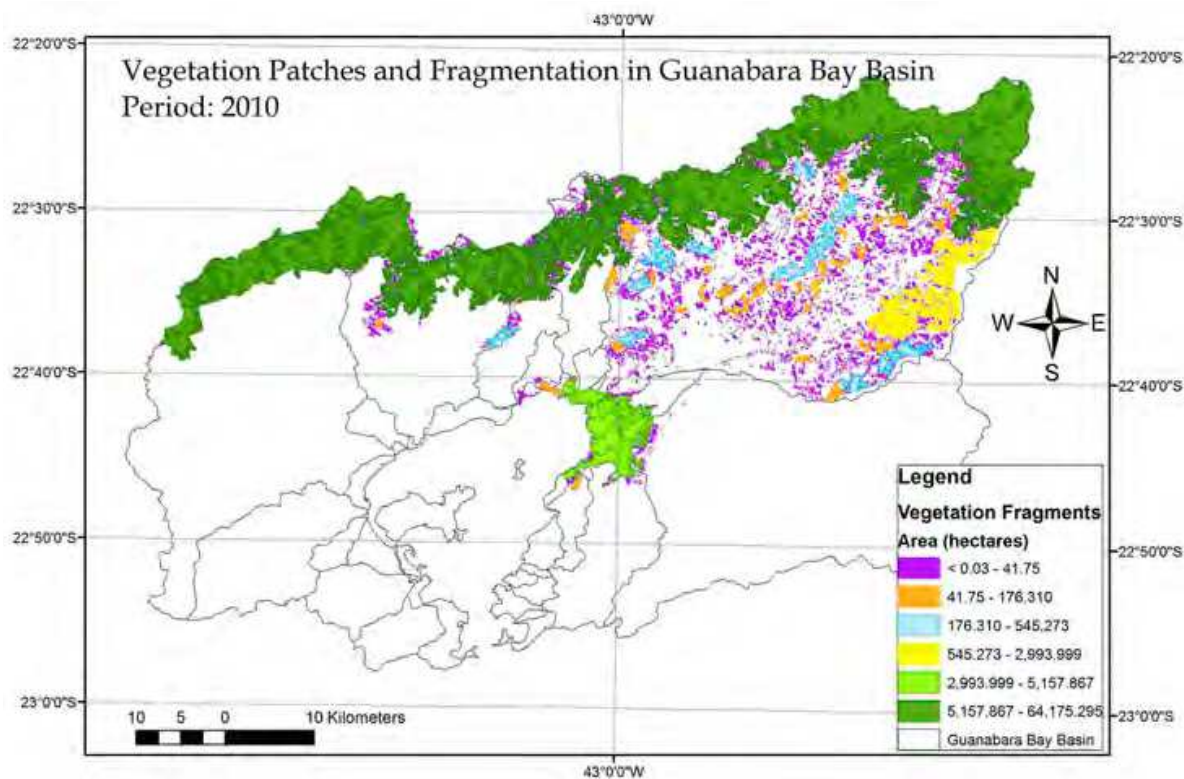 43°0'0"W
22°20'0"S
22°20'0"S
Vegetation Patches and Fragmentation in Guanabara Bay Basin
Period: 2010
22°30'0"S
22°30'0"S
N
W
E
S
22°40'0"S
22°40'0"S
Legend
Vegetation Fragments
Area (hectares)
< 0.03 - 41.75
41.75 - 176,310
176.310 - 545,273
545.273 - 2,993.999
2,993.999 - 5,157.867
5,157.867 - 64,175.295
Guanabara Bay Basin
22°50'0"S
22°50'0"S
23°0'0"S
23°0'0"S
10 5 0 10 Kilometers
43°0'0"W